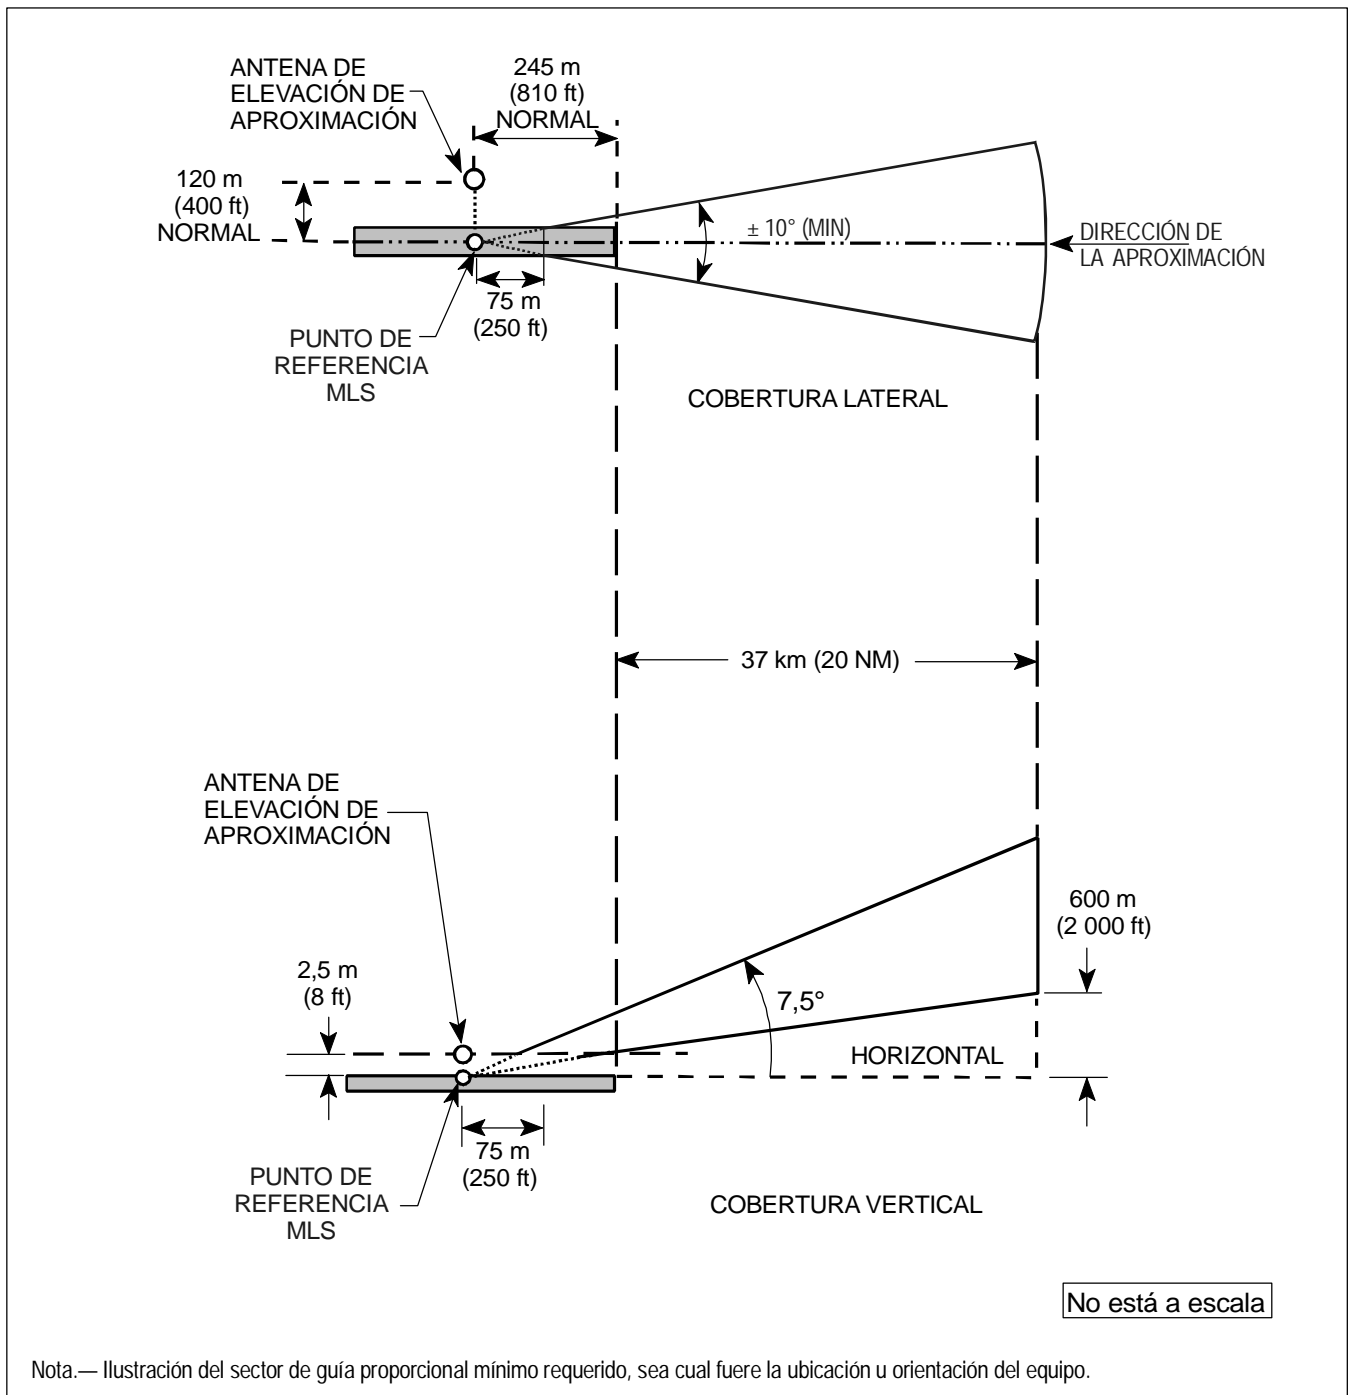 ANTENA DE
ELEVACIÓN DE
APROXIMACIÓN
245 m
(810 ft)
NORMAL
120 m
(400 ft)
NORMAL
± 10° (MIN)
DIRECCIÓN DE
LA APROXIMACIÓN
75 m
(250 ft)
PUNTO DE
REFERENCIA
MLS
COBERTURA LATERAL
37 km (20 NM)
ANTENA DE
ELEVACIÓN DE
APROXIMACIÓN
600 m
(2 000 ft)
2,5 m
(8 ft)
7,5°
HORIZONTAL
75 m
(250 ft)
PUNTO DE
REFERENCIA
MLS
COBERTURA VERTICAL
No está a escala
Nota.— Ilustración del sector de guía proporcional mínimo requerido, sea cual fuere la ubicación u orientación del equipo.